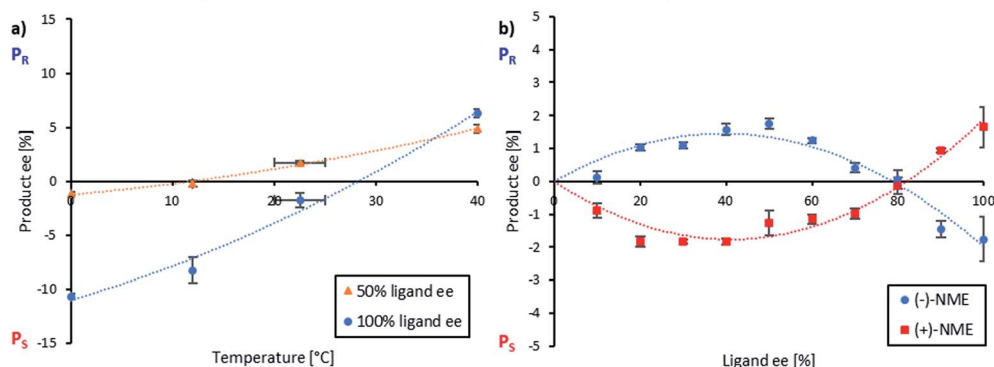 a)
P_R
15
10
5
0
-5
-10
-15
0
10
20
30
40
Product ee [%]
Temperature [°C]
50% ligand ee
100% ligand ee
P_S
b)
P_R
5
4
3
2
1
0
-1
-2
-3
-4
-5
0
10
20
30
40
50
60
70
80
90
100
Product ee [%]
Ligand ee [%]
(-)-NME
(+)-NME
P_S